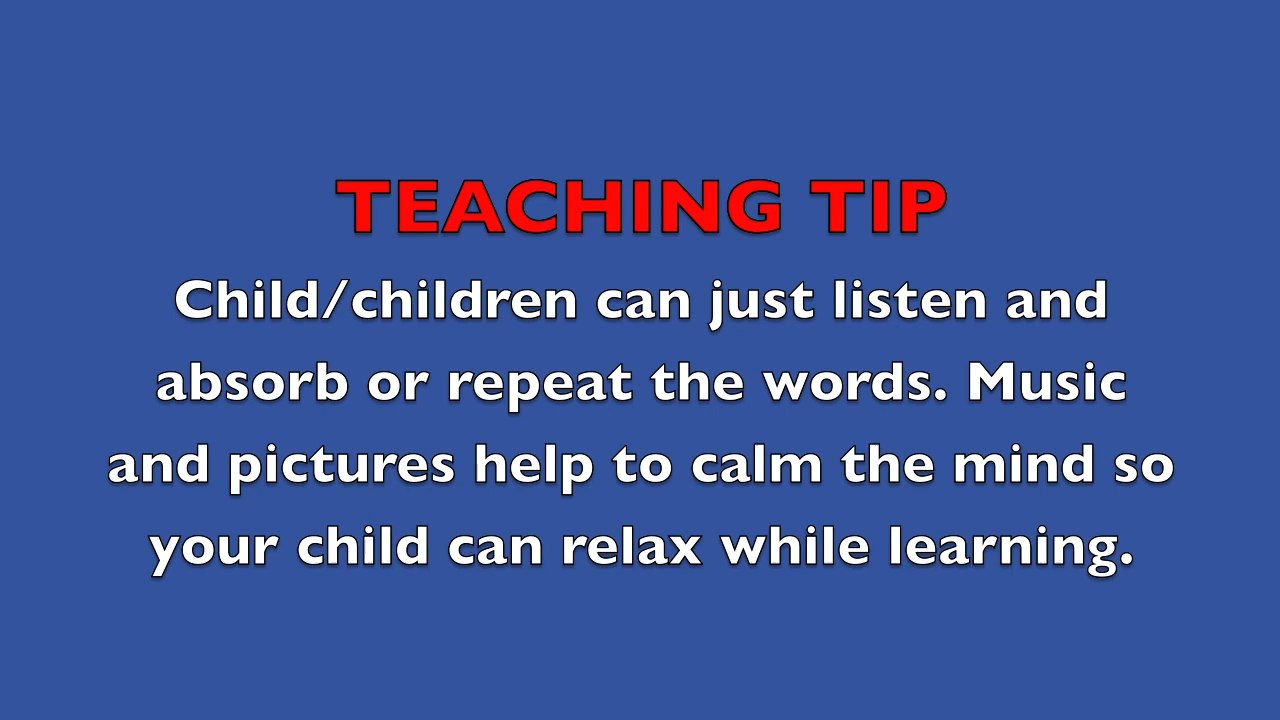 TEACHING TIP
Child/children can just listen and
absorb or repeat the words. Music
and pictures help to calm the mind so
your child can relax while learning.